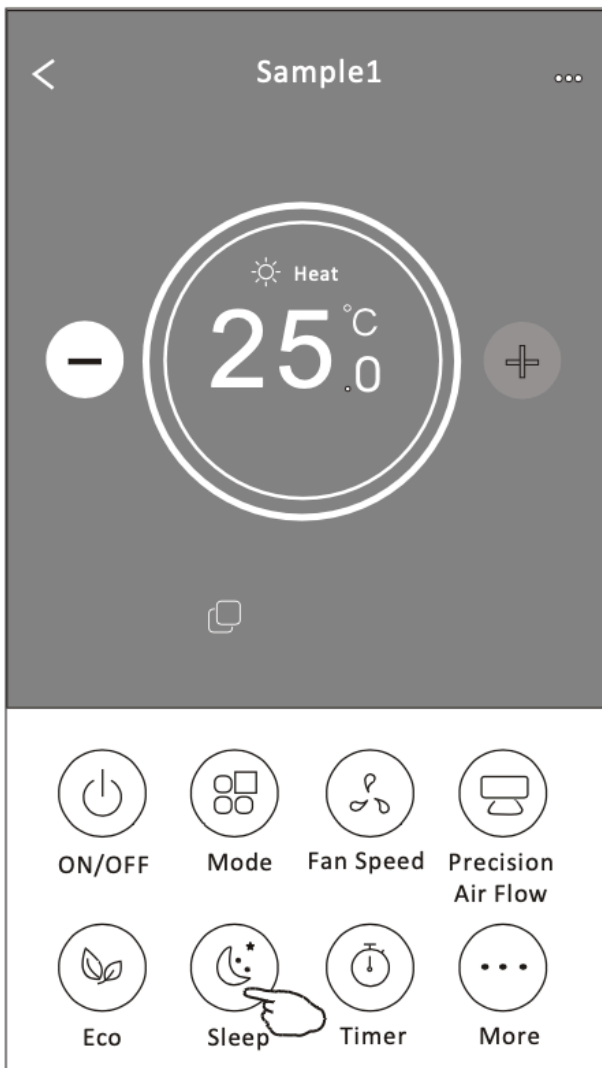 Sample1
Heat
25.0 °C
ON/OFF
Mode
Fan Speed
Precision
Air Flow
Eco
Sleep
Timer
More